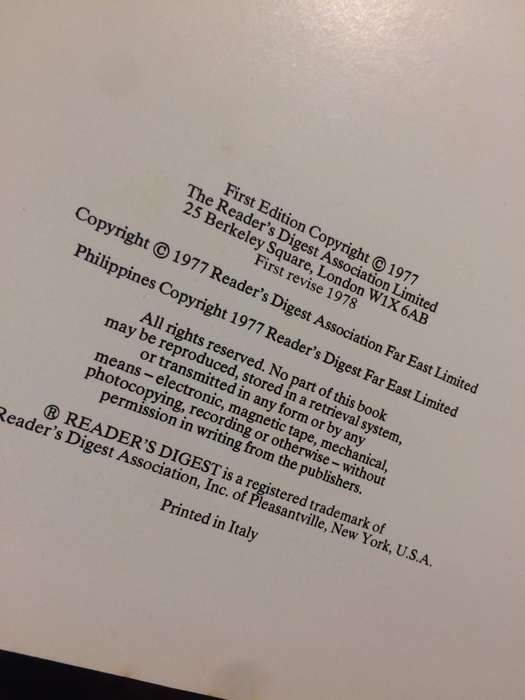 First Edition Copyright © 1977
The Reader's Digest Association Limited
25 Berkeley Square, London W1X 6AB
First revise 1978
Copyright © 1977 Reader's Digest Association Far East Limited
Philippines Copyright 1977 Reader's Digest Far East Limited
All rights reserved. No part of this book
may be reproduced, stored in a retrieval system,
or transmitted in any form or by any
means – electronic, magnetic tape, mechanical,
photocopying, recording or otherwise – without
permission in writing from the publishers.
® READER'S DIGEST is a registered trademark of
Reader's Digest Association, Inc. of Pleasantville, New York, U.S.A.
Printed in Italy